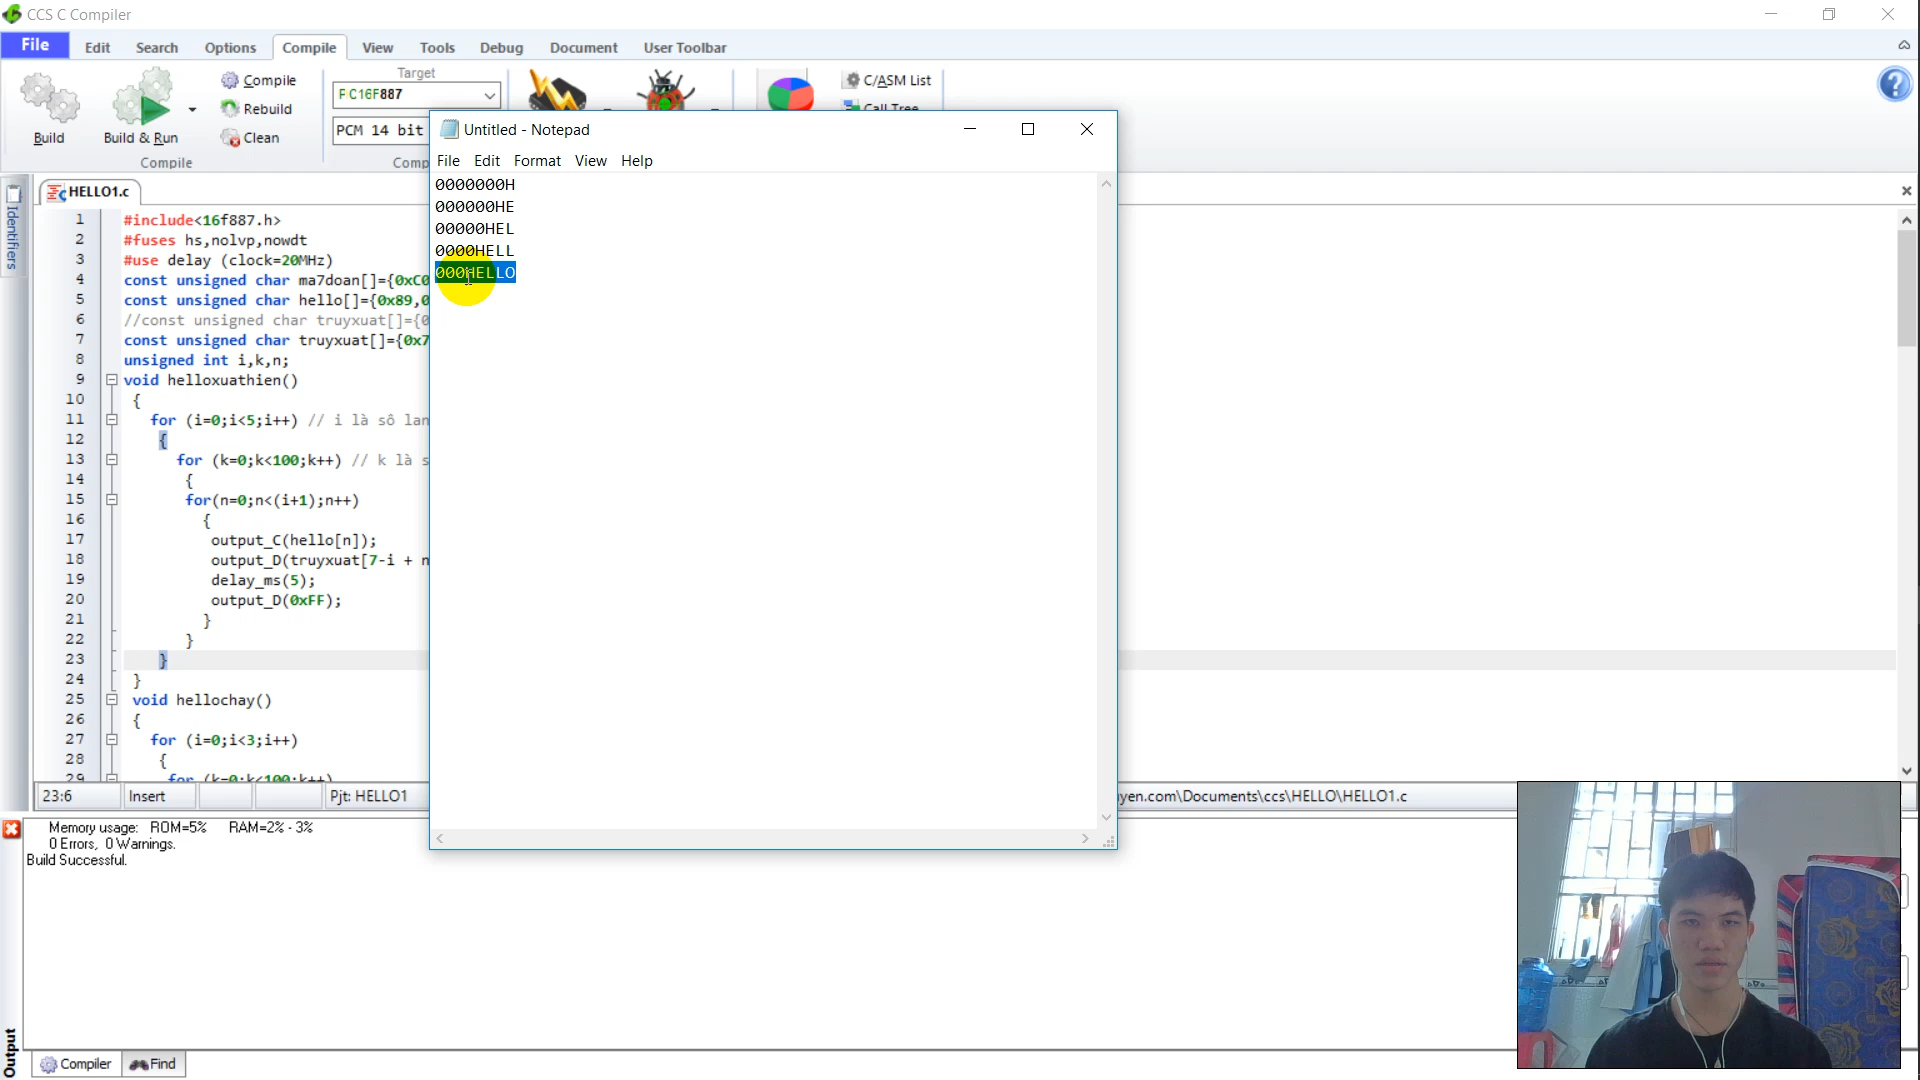 CCS C Compiler
File Edit Search Options Compile View Tools Debug Document User Toolbar
Build
Build & Run
Compile
Rebuild
Clean
Compile
Target
PIC16F887
PCM 14 bit
Comp
C/ASM List
Call Tree
Untitled - Notepad
File Edit Format View Help
0000000H
000000HE
00000HEL
0000HELL
000HELLO
Identifiers
HELLO1.c
1 #include<16f887.h>
2 #fuses hs,nolvp,nowdt
3 #use delay (clock=20MHz)
4 const unsigned char ma7doan[]={0xC0
5 const unsigned char hello[]={0x89,0
6 //const unsigned char truyxuat[]={0
7 const unsigned char truyxuat[]={0x7
8 unsigned int i,k,n;
9 void helloxuathien()
10 {
11 for (i=0;i<5;i++) // i là sô lan
12 {
13 for (k=0;k<100;k++) // k là s
14 {
15 for(n=0;n<(i+1);n++)
16 {
17 output_C(hello[n]);
18 output_D(truyxuat[7-i + n
19 delay_ms(5);
20 output_D(0xFF);
21 }
22 }
23 }
24 }
25 void hellochay()
26 {
27 for (i=0;i<3;i++)
28 {
29 for (k=0;k<100;k++)
23:6 Insert Pjt: HELLO1 yen.com\Documents\ccs\HELLO\HELLO1.c
Memory usage: ROM=5% RAM=2% - 3%
0 Errors, 0 Warnings.
Build Successful.
Output
Compiler Find